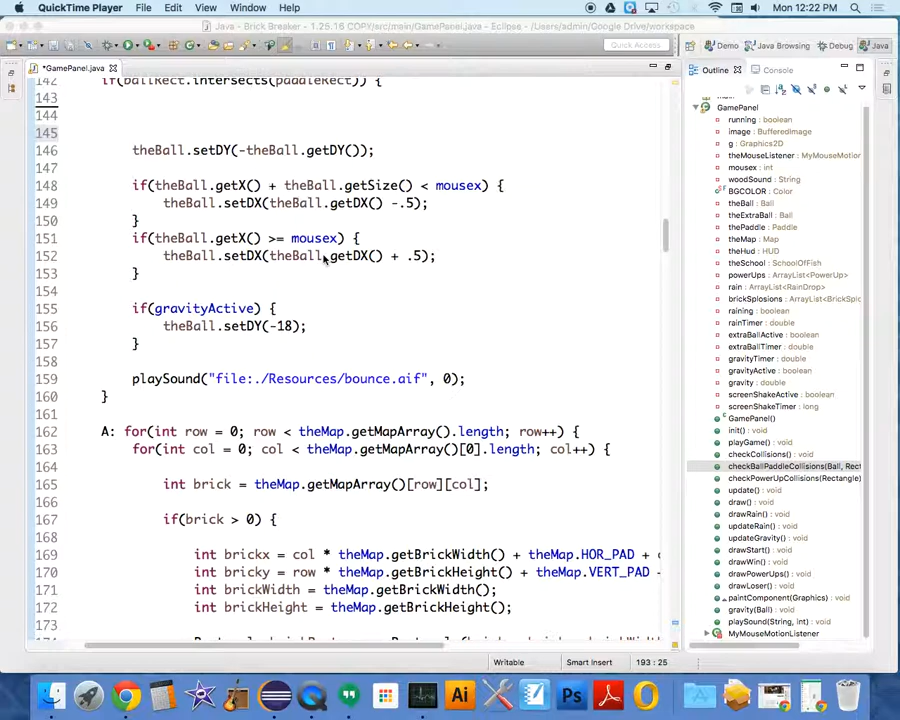 QuickTime Player File Edit View Window Help Mon 12:22 PM
Java - Brick Breaker - 1.25.16 COPY/src/main/GamePanel.java - Eclipse - /Users/admin/Google Drive/workspace
Quick Access Demo Java Browsing Debug Java
*GamePanel.java
Outline Console
142 if(ballRect.intersects(paddleRect)) {
143
144
145
146 theBall.setDY(-theBall.getDY());
147
148 if(theBall.getX() + theBall.getSize() < mousex) {
149 theBall.setDX(theBall.getDX() -.5);
150 }
151 if(theBall.getX() >= mousex) {
152 theBall.setDX(theBall.getDX() + .5);
153 }
154
155 if(gravityActive) {
156 theBall.setDY(-18);
157 }
158
159 playSound("file:./Resources/bounce.aif", 0);
160 }
161
162 A: for(int row = 0; row < theMap.getMapArray().length; row++) {
163 for(int col = 0; col < theMap.getMapArray()[0].length; col++) {
164
165 int brick = theMap.getMapArray()[row][col];
166
167 if(brick > 0) {
168
169 int brickx = col * theMap.getBrickWidth() + theMap.HOR_PAD +
170 int bricky = row * theMap.getBrickHeight() + theMap.VERT_PAD
171 int brickWidth = theMap.getBrickWidth();
172 int brickHeight = theMap.getBrickHeight();
173
GamePanel
running : boolean
image : BufferedImage
g : Graphics2D
theMouseListener : MyMouseMotion
mousex : int
woodSound : String
BGCOLOR : Color
theBall : Ball
theExtraBall : Ball
thePaddle : Paddle
theMap : Map
theHud : HUD
theSchool : SchoolOfFish
powerUps : ArrayList<PowerUp>
rain : ArrayList<RainDrop>
brickSplosions : ArrayList<BrickSplo
raining : boolean
rainTimer : double
extraBallActive : boolean
extraBallTimer : double
gravityTimer : double
gravityActive : boolean
gravity : double
screenShakeActive : boolean
screenShakeTimer : long
GamePanel()
init() : void
playGame() : void
checkCollisions() : void
checkBallPaddleCollisions(Ball, Rect
checkPowerUpCollisions(Rectangle)
update() : void
draw() : void
drawRain() : void
updateRain() : void
updateGravity() : void
drawStart() : void
drawWin() : void
drawPowerUps() : void
drawLoser() : void
paintComponent(Graphics) : void
gravity(Ball) : void
playSound(String, int) : void
MyMouseMotionListener
Writable Smart Insert 193 : 25
Ai Ps